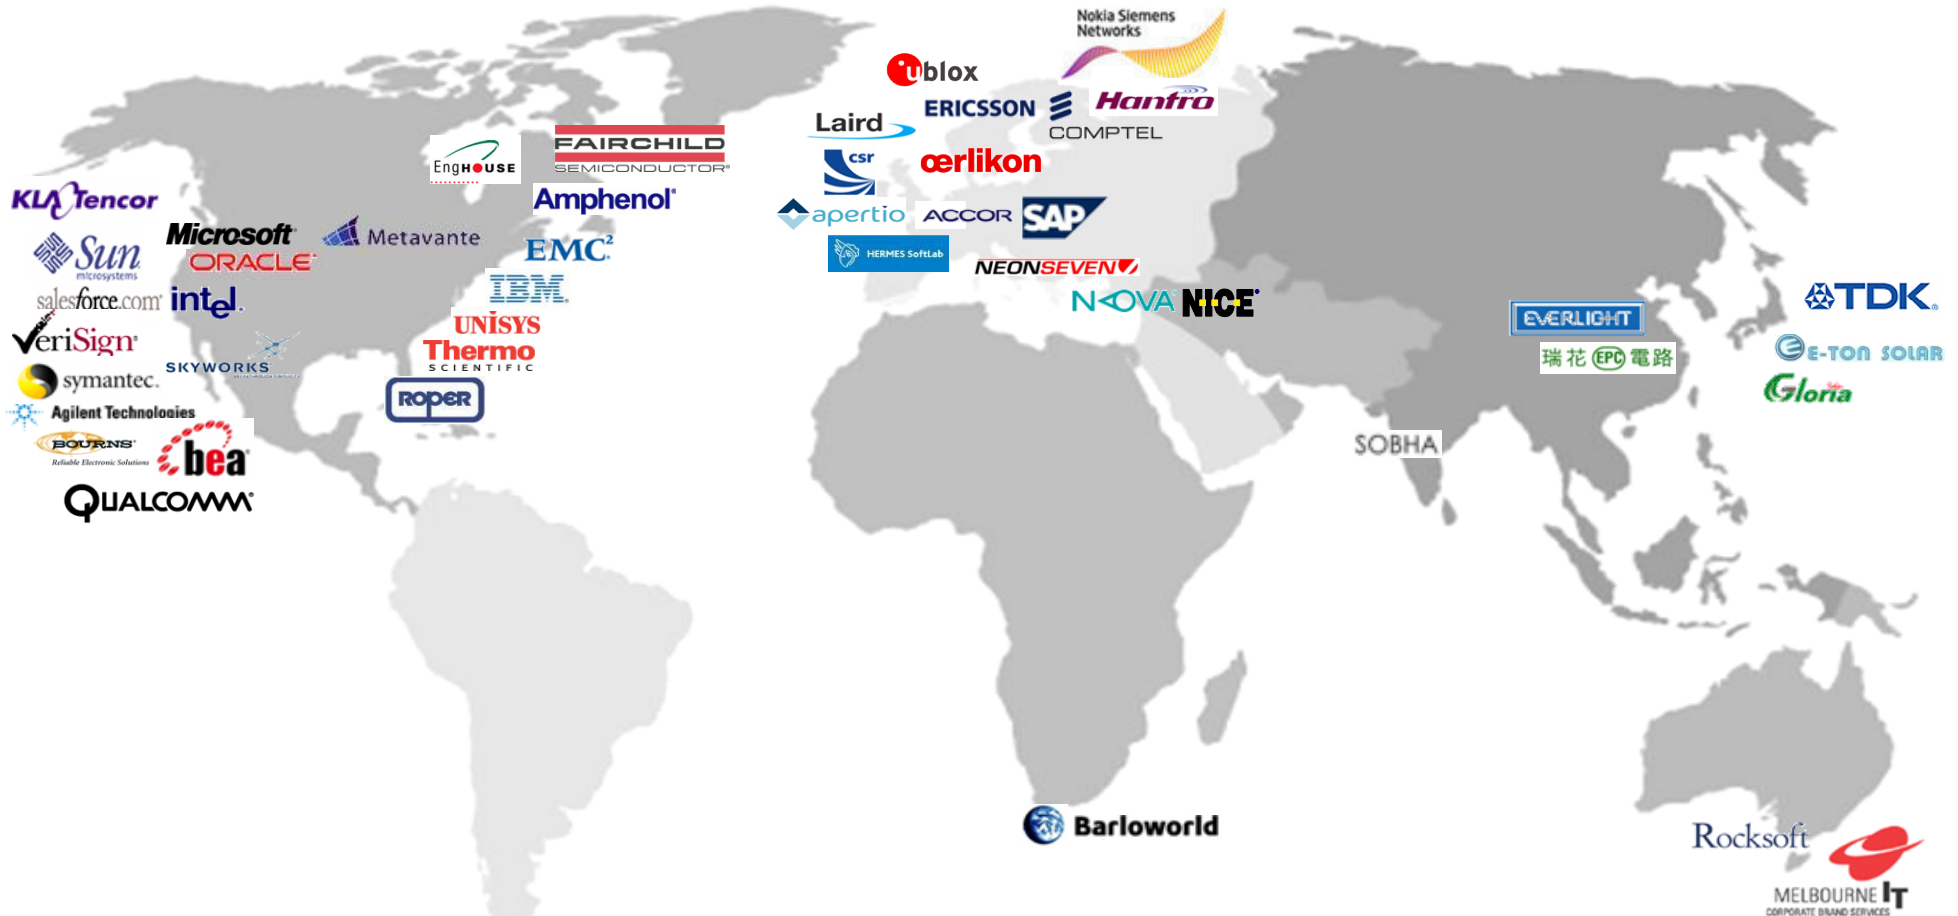 Nokia Siemens
Networks
ublox
ERICSSON
Hantro
COMPTEL
Laird
csr
œrlikon
apertio
ACCOR
SAP
HERMES SoftLab
NEONSEVEN
NOVA
NICE
EngHOUSE
FAIRCHILD
SEMICONDUCTOR®
Amphenol®
KLA Tencor
Microsoft
ORACLE®
Metavante
Sun
microsystems
EMC²
IBM®
salesforce.com®
intel®
VeriSign®
SKYWORKS
UNISYS
Thermo
SCIENTIFIC
symantec.
ROPER
Agilent Technologies
BOURNS®
Reliable Electronic Solutions
bea®
QUALCOMM®
TDK®
EVERLIGHT
瑞花 EPC 電路
E-TON SOLAR
Gloria
SOBHA
Barloworld
Rocksoft
MELBOURNE IT
CORPORATE BRAND SERVICES